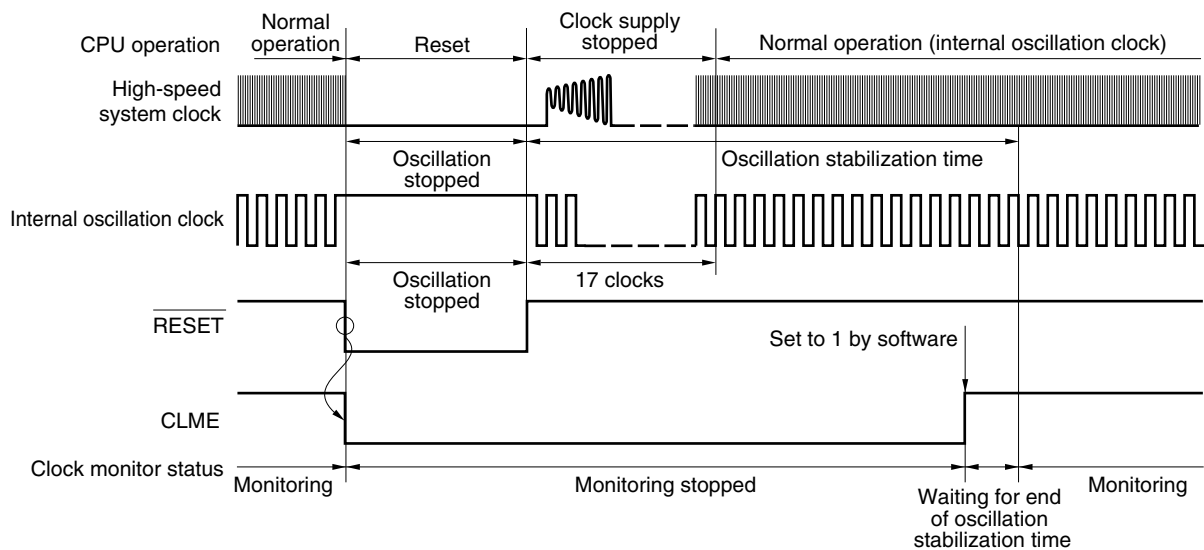 CPU operation
Normal
operation
Reset
Clock supply
stopped
Normal operation (internal oscillation clock)
High-speed
system clock
Oscillation
stopped
Oscillation stabilization time
Internal oscillation clock
Oscillation
stopped
17 clocks
RESET
Set to 1 by software
CLME
Clock monitor status
Monitoring
Monitoring stopped
Waiting for end
of oscillation
stabilization time
Monitoring